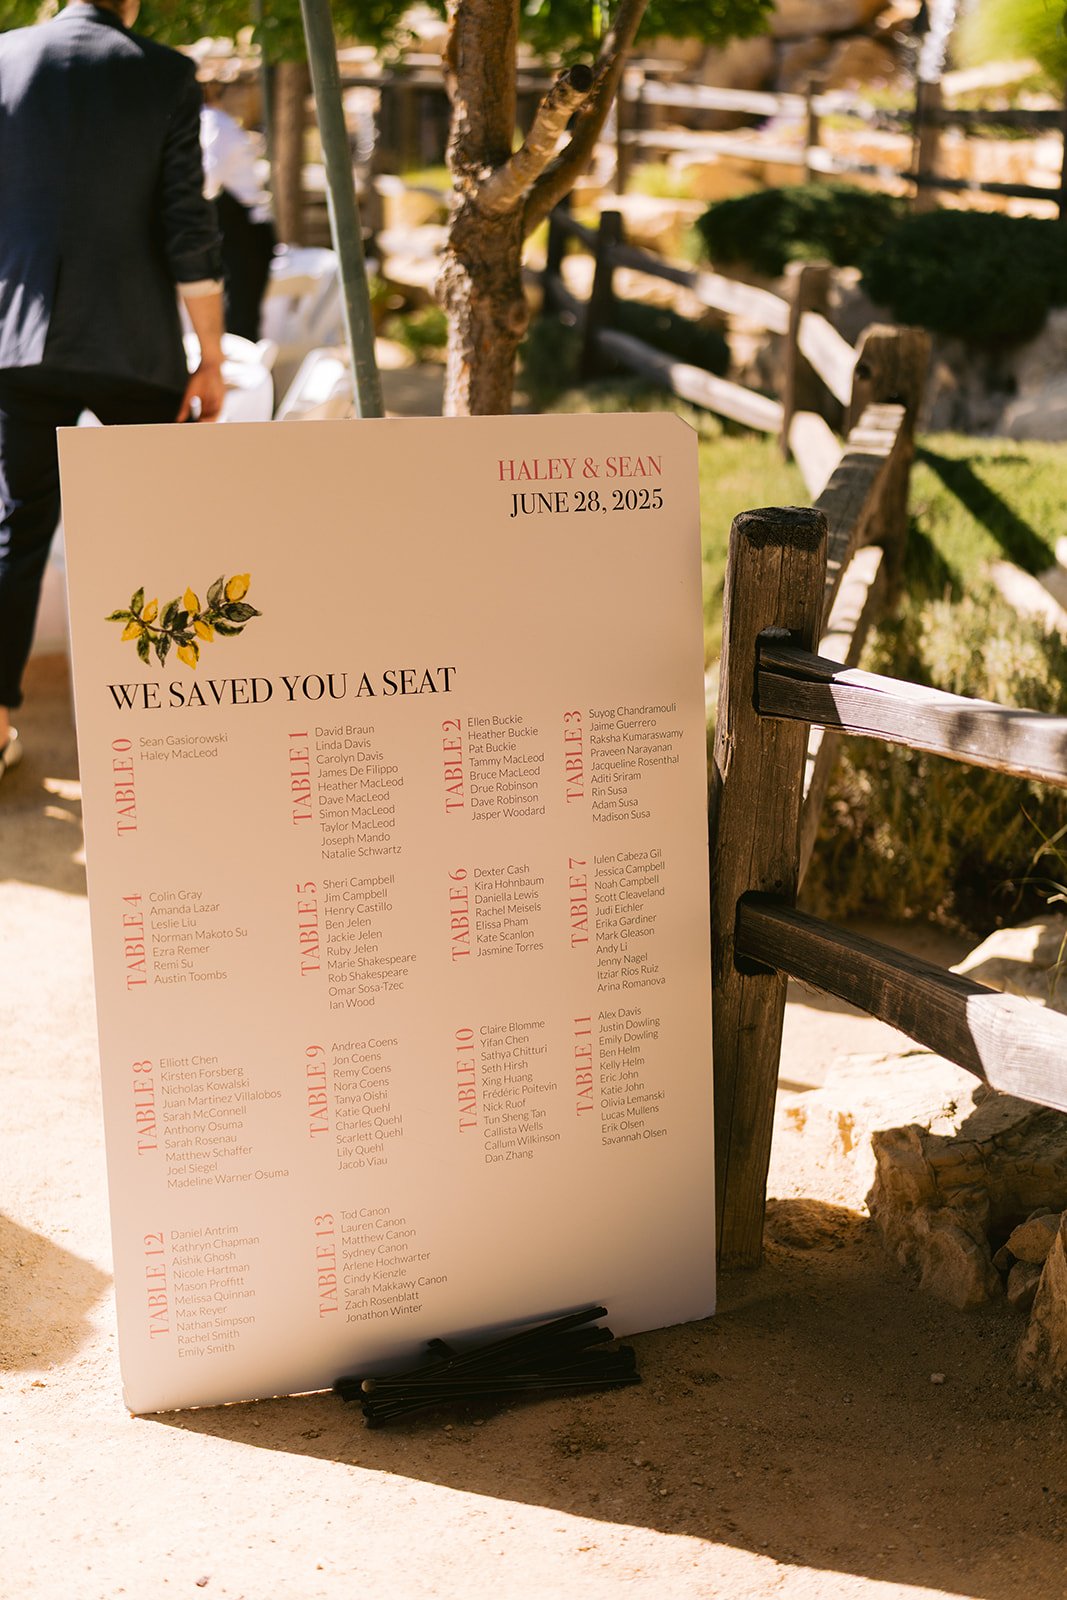 HALEY & SEAN
JUNE 28, 2025
WE SAVED YOU A SEAT
TABLE 0
Sean Gasiorowski
Haley MacLeod
TABLE 1
David Braun
Linda Davis
Carolyn Davis
James De Filippo
Heather MacLeod
Dave MacLeod
Simon MacLeod
Taylor MacLeod
Joseph Mando
Natalie Schwartz
TABLE 2
Ellen Buckie
Heather Buckie
Pat Buckie
Tammy MacLeod
Bruce MacLeod
Drue Robinson
Dave Robinson
Jasper Woodard
TABLE 3
Suyog Chandramouli
Jaime Guerrero
Raksha Kumaraswamy
Praveen Narayanan
Jacqueline Rosenthal
Aditi Sriram
Rin Susa
Adam Susa
Madison Susa
TABLE 4
Colin Gray
Amanda Lazar
Leslie Liu
Norman Makoto Su
Ezra Remer
Remi Su
Austin Toombs
TABLE 5
Sheri Campbell
Jim Campbell
Henry Castillo
Ben Jelen
Jackie Jelen
Ruby Jelen
Marie Shakespeare
Rob Shakespeare
Omar Sosa-Tzec
Ian Wood
TABLE 6
Dexter Cash
Kira Hohnbaum
Daniella Lewis
Rachel Meisels
Elissa Pham
Kate Scanlon
Jasmine Torres
TABLE 7
Julen Cabeza Gil
Jessica Campbell
Noah Campbell
Scott Cleaveland
Judi Eichler
Erika Gardiner
Mark Gleason
Andy Li
Jenny Nagel
Itziar Rios Ruiz
Arina Romanova
TABLE 8
Elliott Chen
Kirsten Forsberg
Nicholas Kowalski
Juan Martinez Villalobos
Sarah McConnell
Anthony Osuma
Sarah Rosenau
Matthew Schaffer
Joel Siegel
Madeline Warner Osuma
TABLE 9
Andrea Coens
Jon Coens
Remy Coens
Nora Coens
Tanya Oishi
Katie Quehl
Charles Quehl
Scarlett Quehl
Lily Quehl
Jacob Viau
TABLE 10
Claire Blomme
Yifan Chen
Sathya Chitturi
Seth Hirsh
Xing Huang
Frédéric Poitevin
Nick Ruof
Tun Sheng Tan
Callista Wells
Callum Wilkinson
Dan Zhang
TABLE 11
Alex Davis
Justin Dowling
Emily Dowling
Ben Helm
Kelly Helm
Eric John
Katie John
Olivia Lemanski
Lucas Mullens
Erik Olsen
Savannah Olsen
TABLE 12
Daniel Antrim
Kathryn Chapman
Aishik Ghosh
Nicole Hartman
Mason Proffitt
Melissa Quinnan
Max Reyer
Nathan Simpson
Rachel Smith
Emily Smith
TABLE 13
Tod Canon
Lauren Canon
Matthew Canon
Sydney Canon
Arlene Hochwarter
Cindy Kienzle
Sarah Makkawy Canon
Zach Rosenblatt
Jonathon Winter